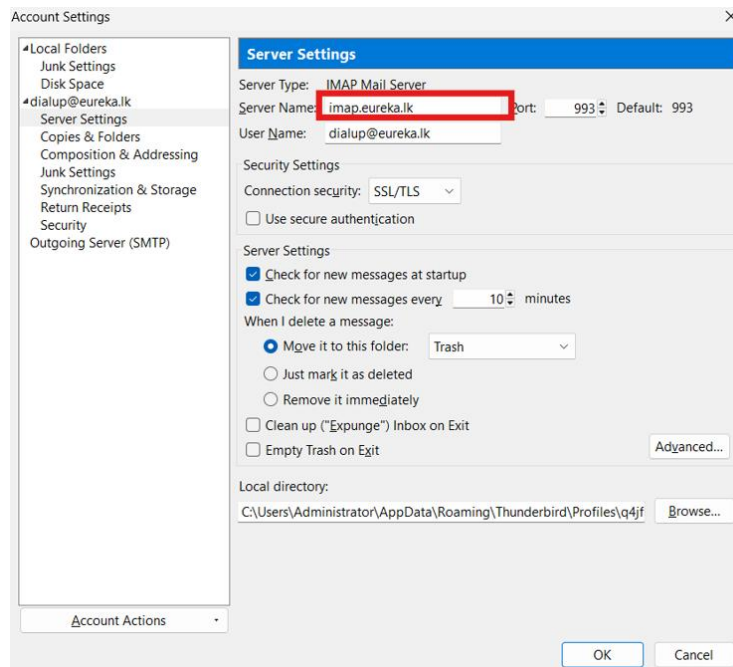 Account Settings
Local Folders
Junk Settings
Disk Space
dialup@eureka.lk
Server Settings
Copies & Folders
Composition & Addressing
Junk Settings
Synchronization & Storage
Return Receipts
Security
Outgoing Server (SMTP)
Account Actions
Server Settings
Server Type: IMAP Mail Server
Server Name: imap.eureka.lk Port: 993 Default: 993
User Name: dialup@eureka.lk
Security Settings
Connection security: SSL/TLS
Use secure authentication
Server Settings
Check for new messages at startup
Check for new messages every 10 minutes
When I delete a message:
Move it to this folder: Trash
Just mark it as deleted
Remove it immediately
Clean up ("Expunge") Inbox on Exit
Empty Trash on Exit
Advanced...
Local directory:
C:\Users\Administrator\AppData\Roaming\Thunderbird\Profiles\q4jf Browse...
OK Cancel